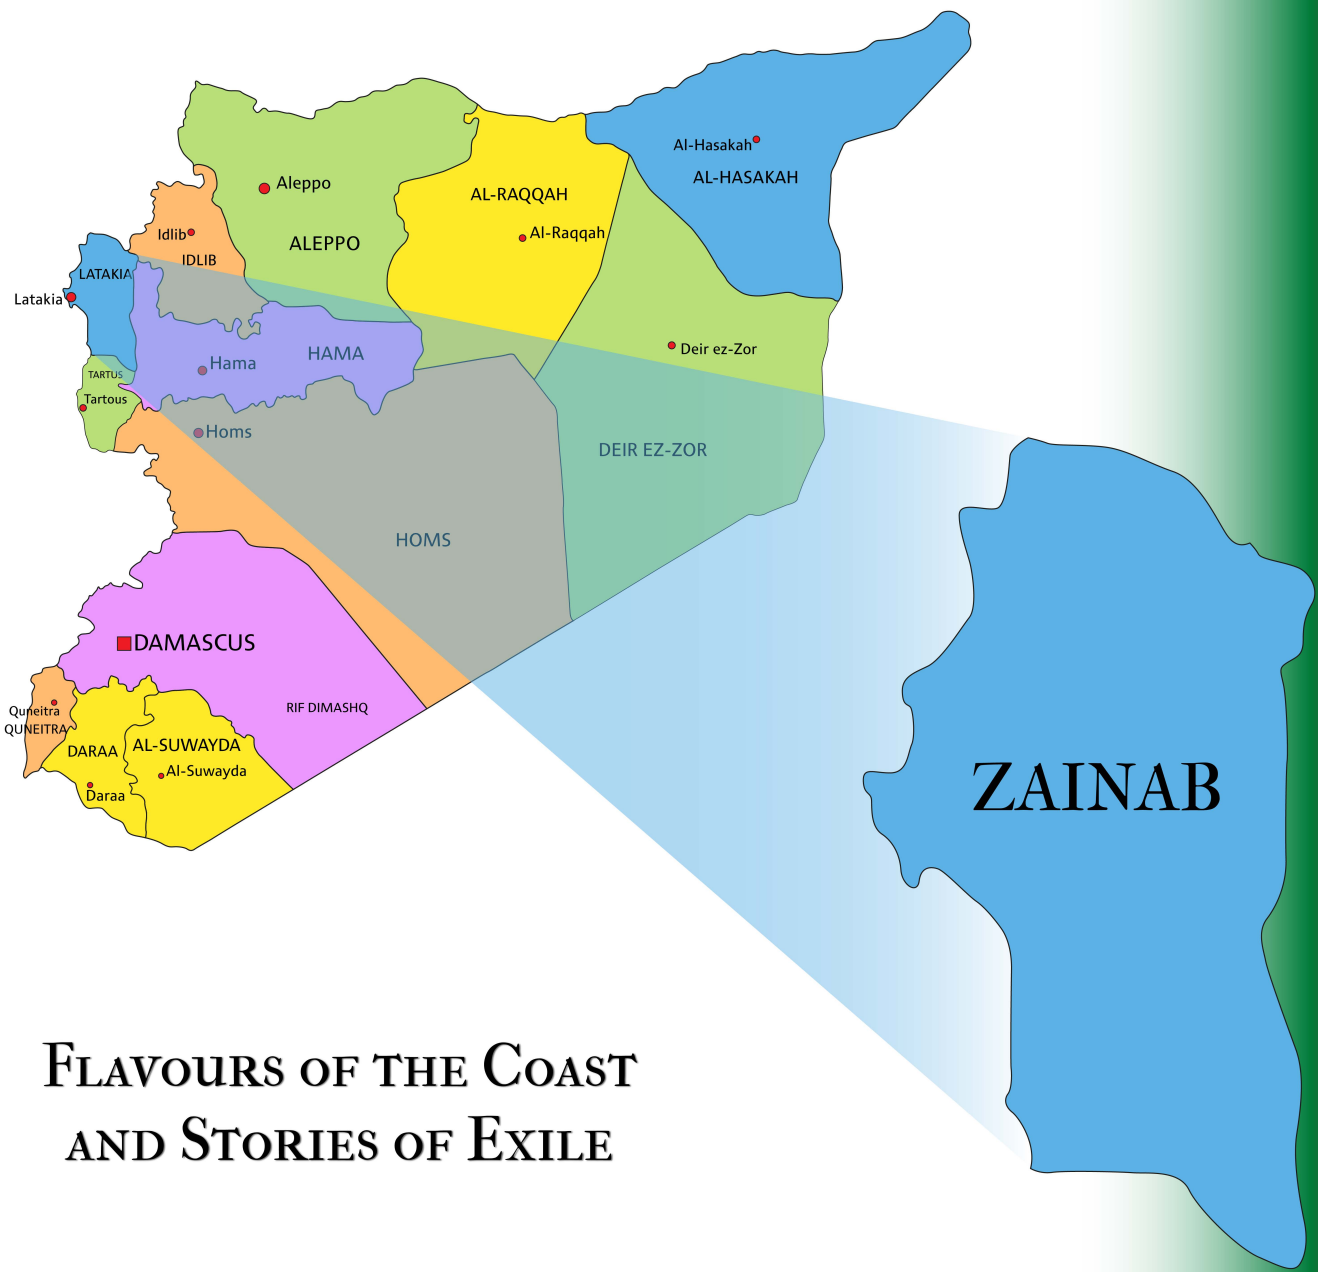 Al-Hasakah
AL-HASAKAH
Aleppo
AL-RAQQAH
Al-Raqqah
ALEPPO
Idlib
IDLIB
LATAKIA
Latakia
Deir ez-Zor
HAMA
Hama
TARTUS
Tartous
Homs
DEIR EZ-ZOR
HOMS
DAMASCUS
RIF DIMASHQ
Quneitra
QUNEITRA
DARAA
AL-SUWAYDA
Al-Suwayda
Daraa
ZAINAB
Flavours of the Coast
and Stories of Exile